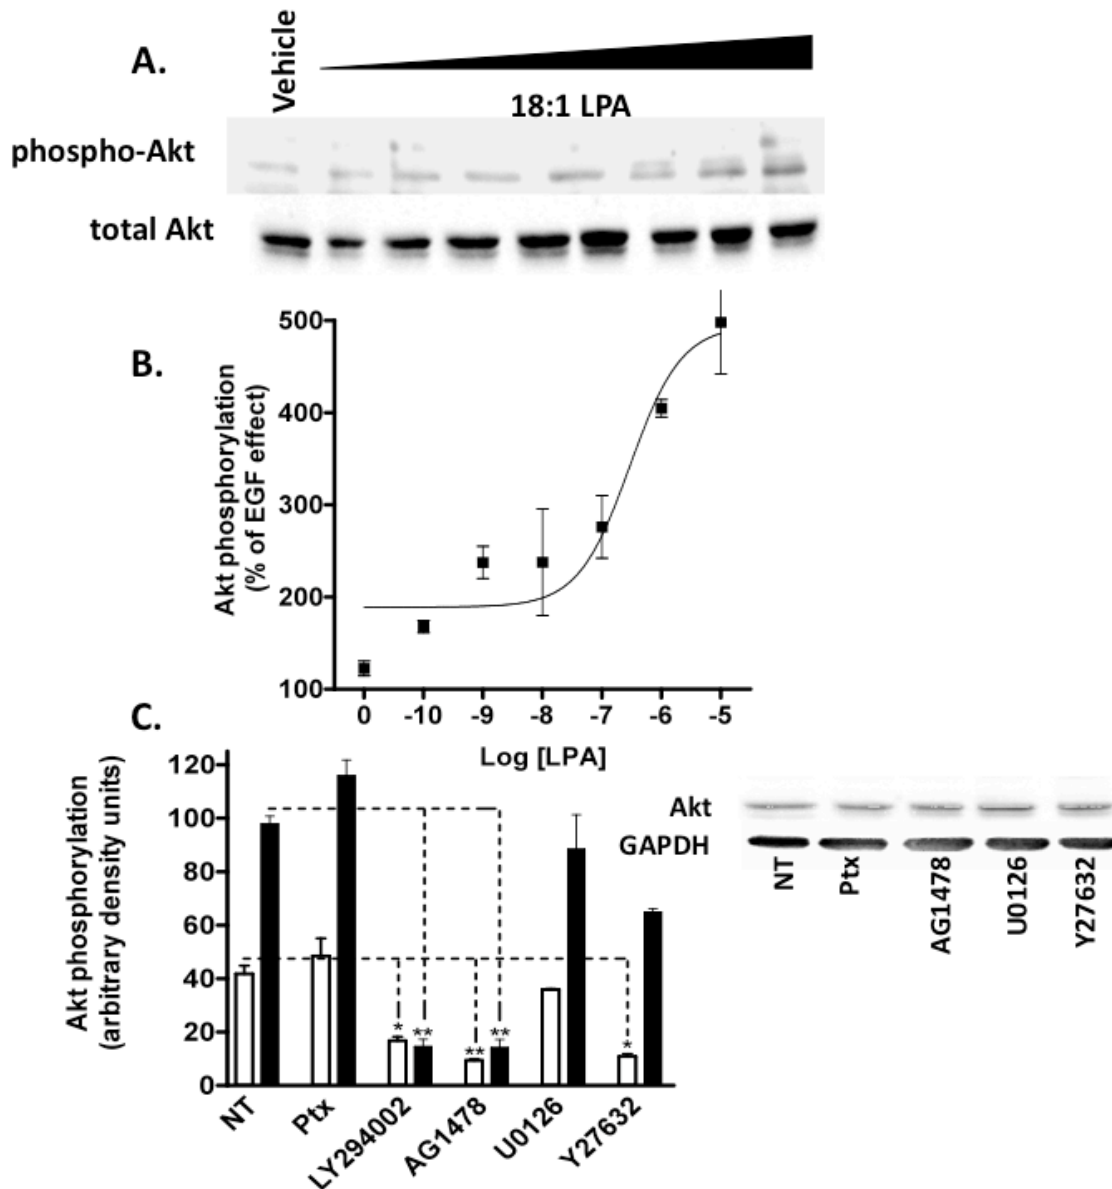 A.
Vehicle
18:1 LPA
phospho-Akt
total Akt
B.
Akt phosphorylation
(% of EGF effect)
500
400
300
200
100
0 -10 -9 -8 -7 -6 -5
Log [LPA]
C.
Akt phosphorylation
(arbitrary density units)
120
100
80
60
40
20
0
* ** ** ** *
NT Ptx LY294002 AG1478 U0126 Y27632
Akt
GAPDH
NT Ptx AG1478 U0126 Y27632